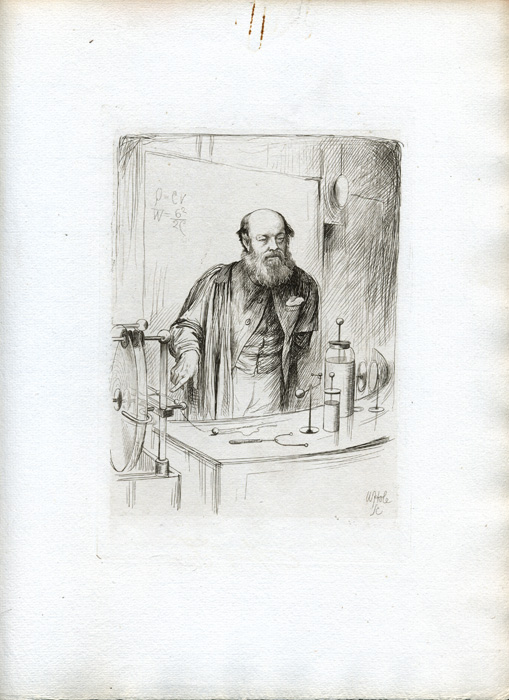 Q = CV
W = Q²
2C
W Hole
Sc